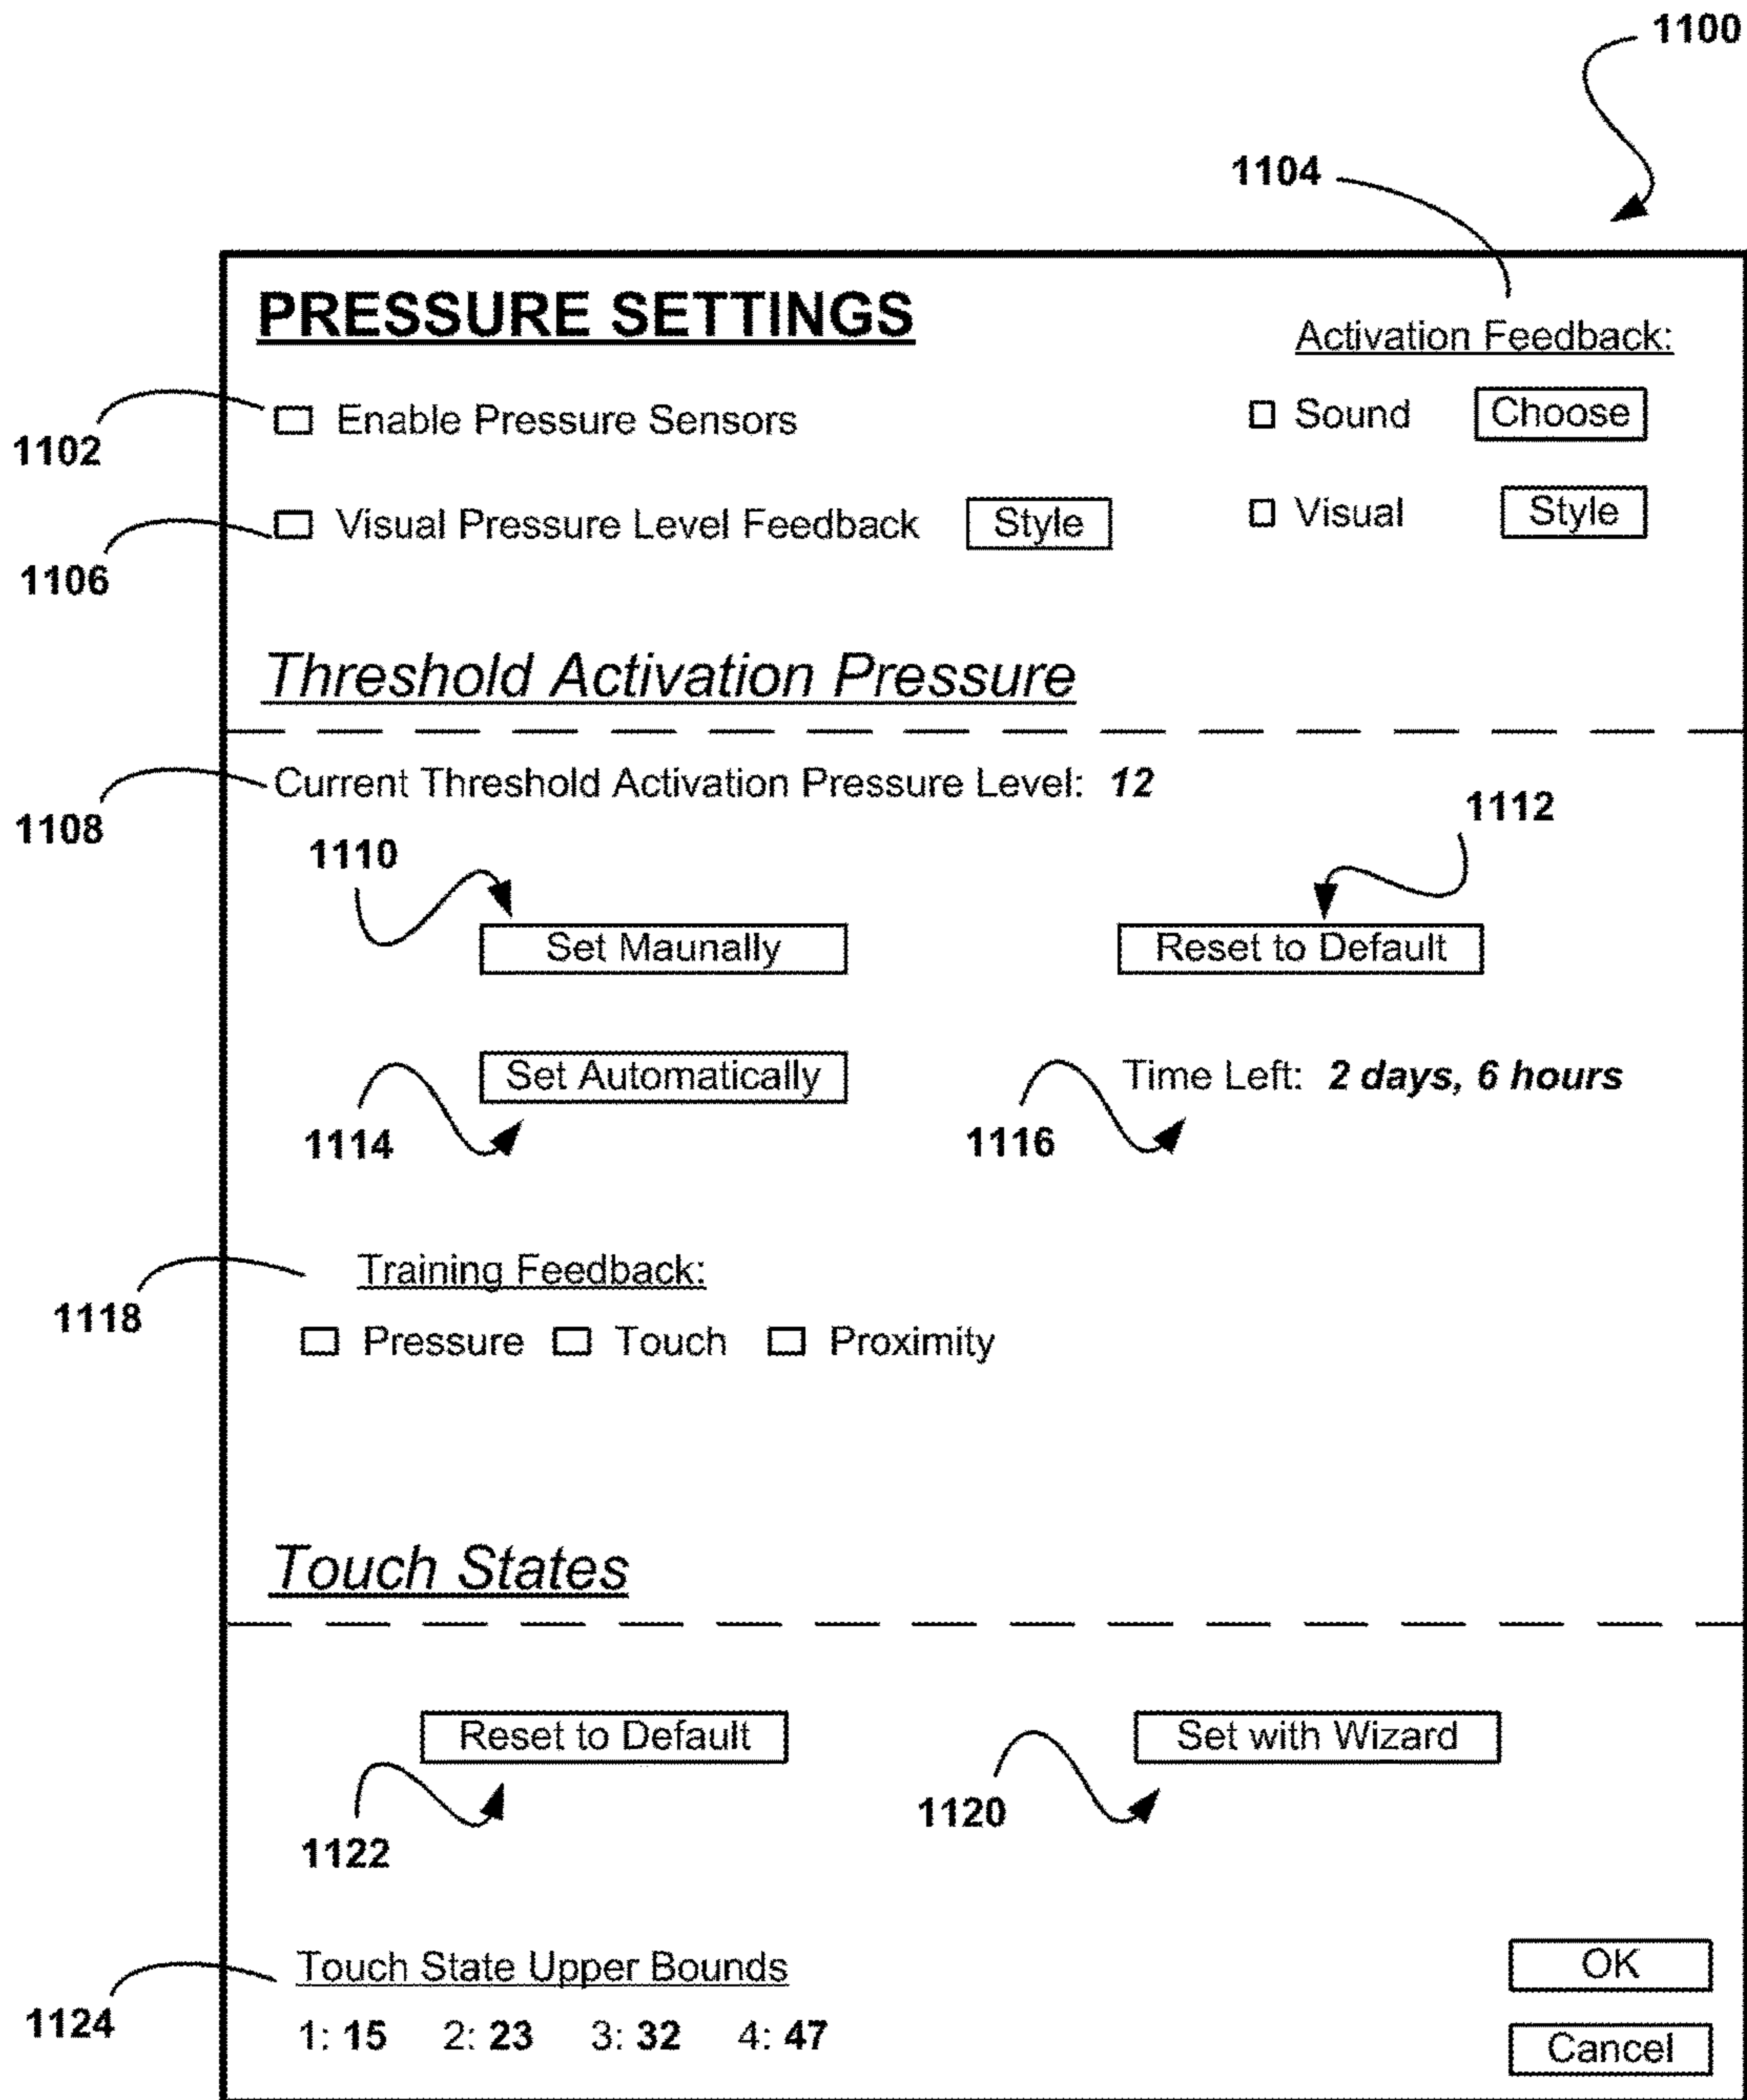 1100
1104
PRESSURE SETTINGS
Activation Feedback:
1102
Enable Pressure Sensors
Sound Choose
1106
Visual Pressure Level Feedback Style
Visual Style
Threshold Activation Pressure
1108
Current Threshold Activation Pressure Level: 12
1110
1112
Set Maunally
Reset to Default
Set Automatically
Time Left: 2 days, 6 hours
1114
1116
1118
Training Feedback:
Pressure Touch Proximity
Touch States
Reset to Default
Set with Wizard
1122
1120
1124
Touch State Upper Bounds
1: 15 2: 23 3: 32 4: 47
OK
Cancel